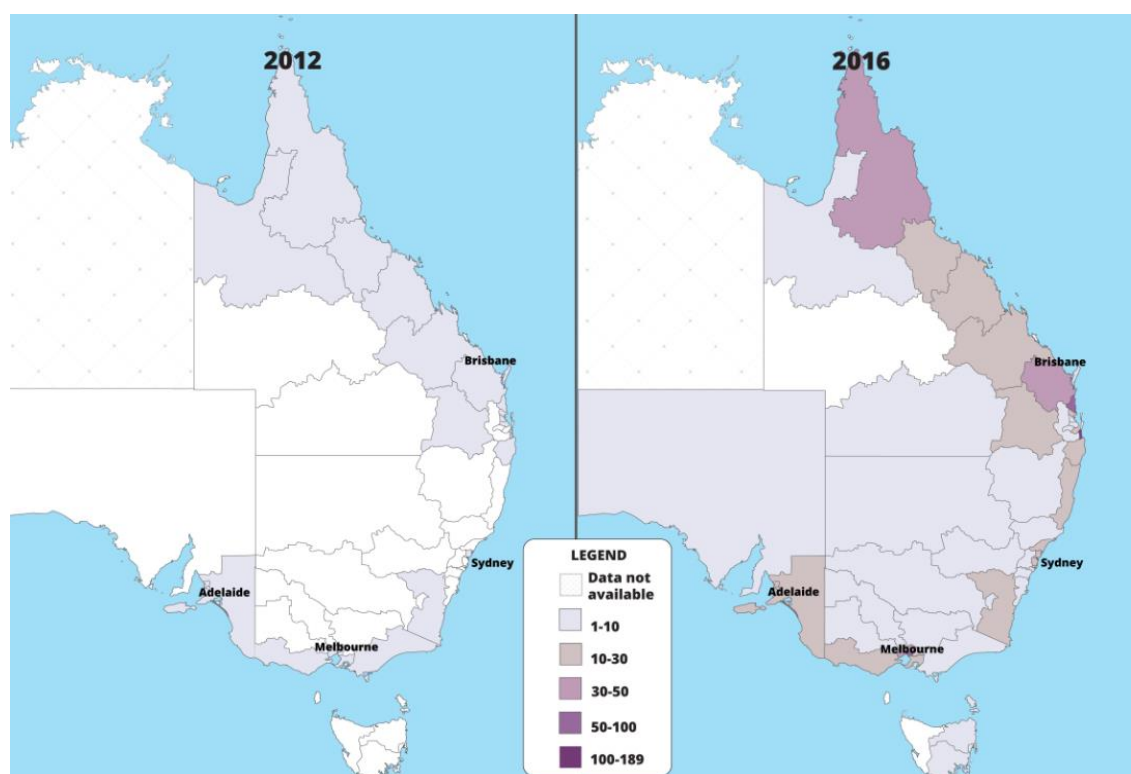 2012
Brisbane
Sydney
Adelaide
Melbourne
2016
Brisbane
Sydney
Adelaide
Melbourne
LEGEND
Data not
available
1-10
10-30
30-50
50-100
100-189